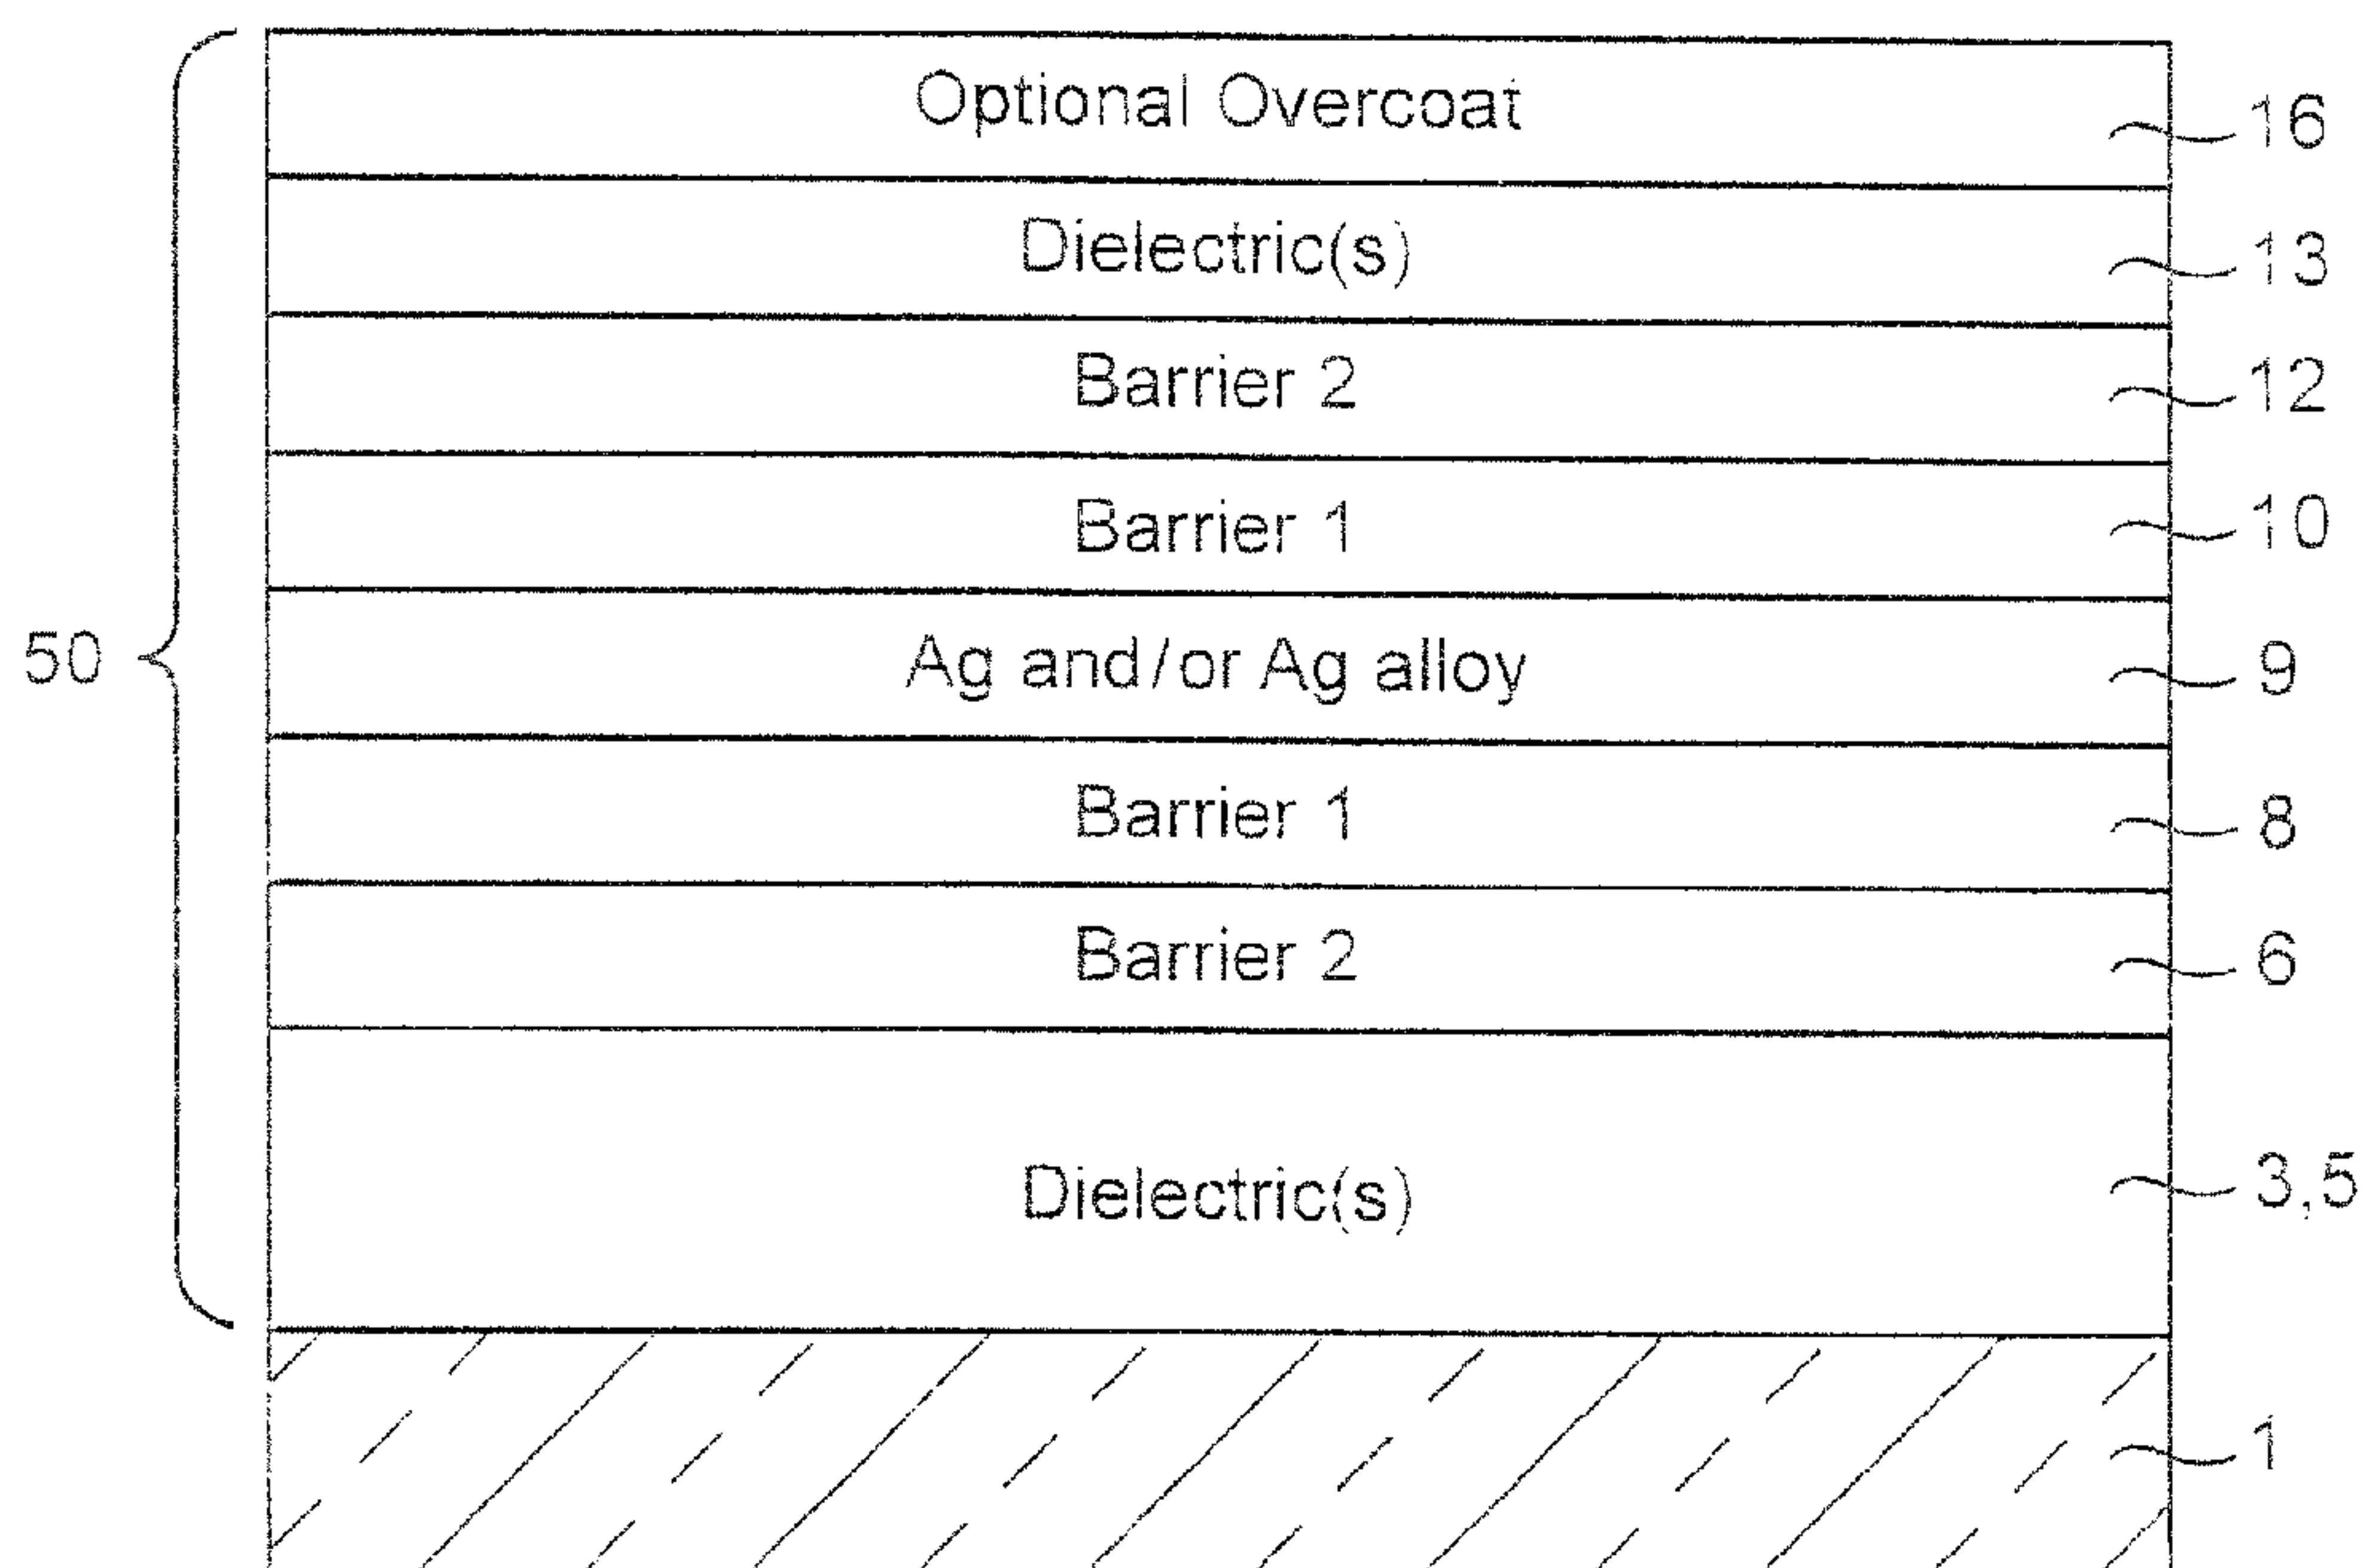 Optional Overcoat 16
Dielectric(s) 13
Barrier 2 12
Barrier 1 10
50 Ag and/or Ag alloy 9
Barrier 1 8
Barrier 2 6
Dielectric(s) 3,5
1